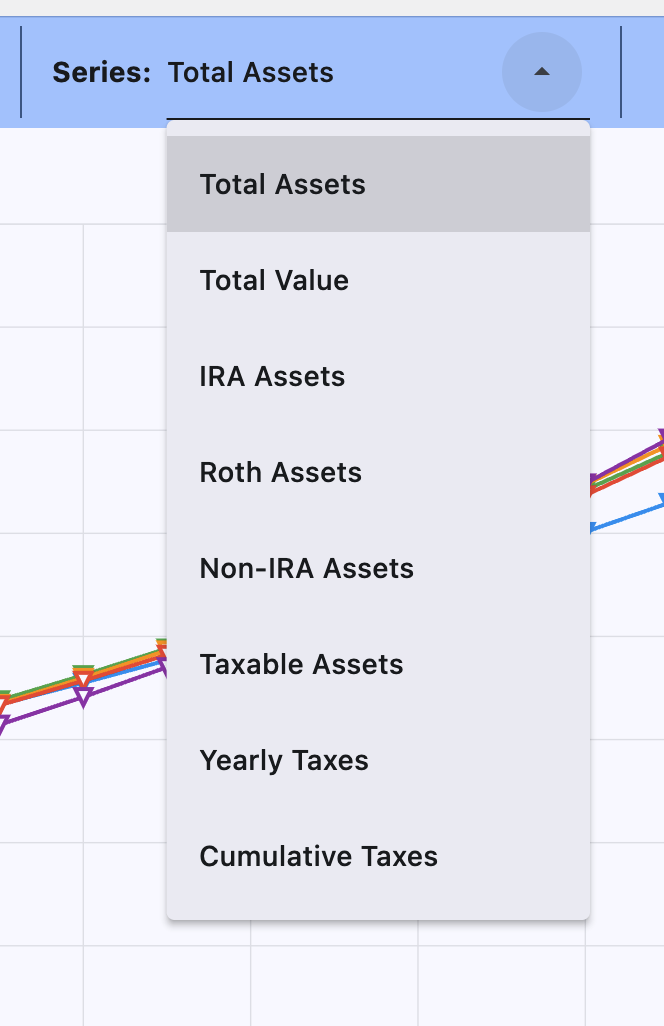 Series: Total Assets
Total Assets
Total Value
IRA Assets
Roth Assets
Non-IRA Assets
Taxable Assets
Yearly Taxes
Cumulative Taxes